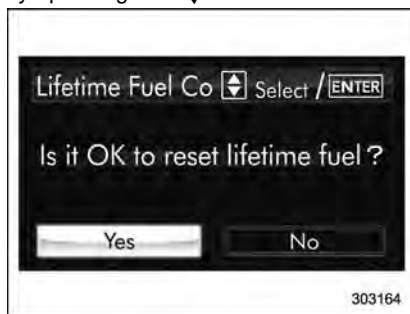 Lifetime Fuel Co Select / ENTER
Is it OK to reset lifetime fuel ?
Yes No
303164